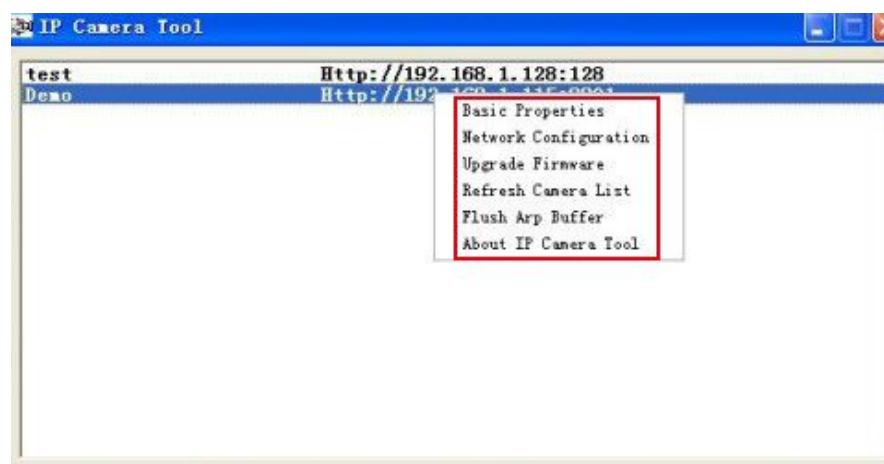 IP Camera Tool
test Http://192.168.1.128:128
Demo Http://192
Basic Properties
Network Configuration
Upgrade Firmware
Refresh Camera List
Flush Arp Buffer
About IP Camera Tool